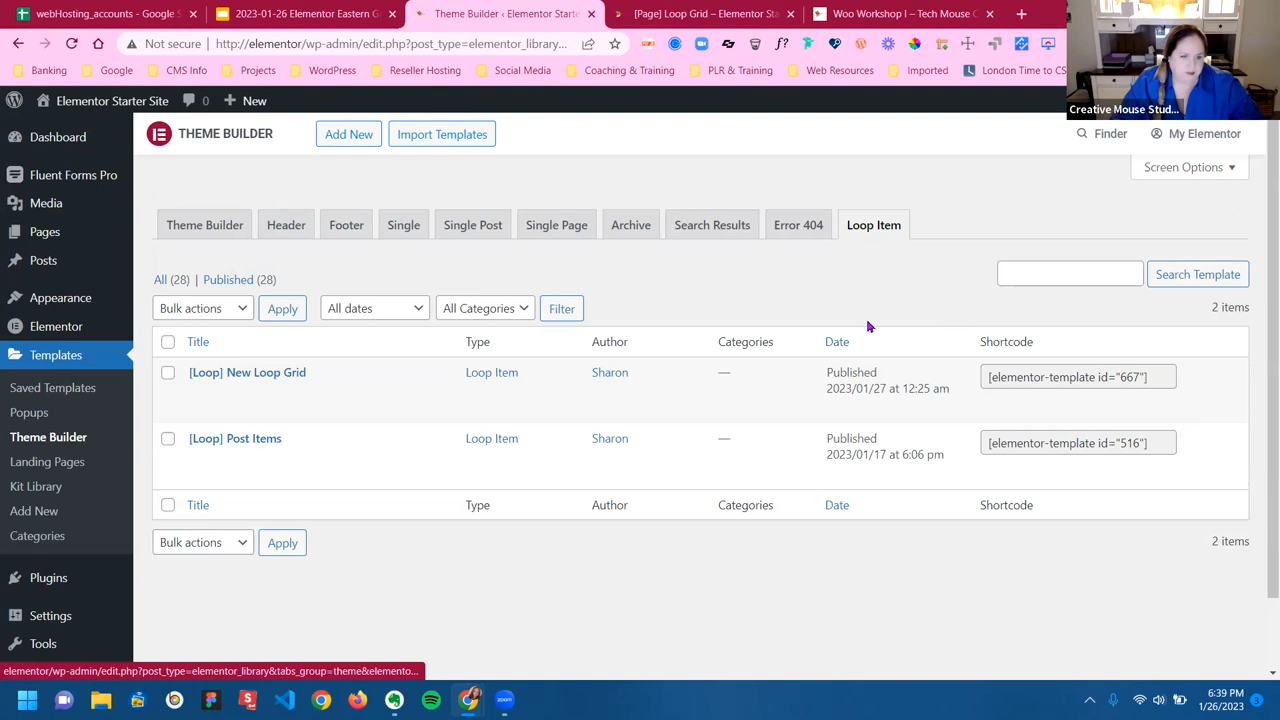 webHosting_accounts - Google S
2023-01-26 Elementor Eastern G
Theme Builder ‹ Elementor Starte
[Page] Loop Grid – Elementor Sta
Woo Workshop I – Tech Mouse C
Not secure | http://elementor/wp-admin/edit.php?post_type=elementor_library...
Banking
Google
CMS Info
Projects
WordPress
Social Media
Coaching & Training
PLR & Training
Web Resources
Imported
London Time to CS
Creative Mouse Stud...
Elementor Starter Site
0
New
THEME BUILDER
Add New
Import Templates
Finder
My Elementor
Screen Options
Dashboard
Fluent Forms Pro
Media
Pages
Posts
Appearance
Elementor
Templates
Saved Templates
Popups
Theme Builder
Landing Pages
Kit Library
Add New
Categories
Plugins
Settings
Tools
Theme Builder
Header
Footer
Single
Single Post
Single Page
Archive
Search Results
Error 404
Loop Item
All (28) | Published (28)
Search Template
Bulk actions
Apply
All dates
All Categories
Filter
2 items
Title
Type
Author
Categories
Date
Shortcode
[Loop] New Loop Grid
Loop Item
Sharon
—
Published
2023/01/27 at 12:25 am
[elementor-template id="667"]
[Loop] Post Items
Loop Item
Sharon
—
Published
2023/01/17 at 6:06 pm
[elementor-template id="516"]
Title
Type
Author
Categories
Date
Shortcode
Bulk actions
Apply
2 items
elementor/wp-admin/edit.php?post_type=elementor_library&tabs_group=theme&elemento...
zoom
6:39 PM
1/26/2023
3